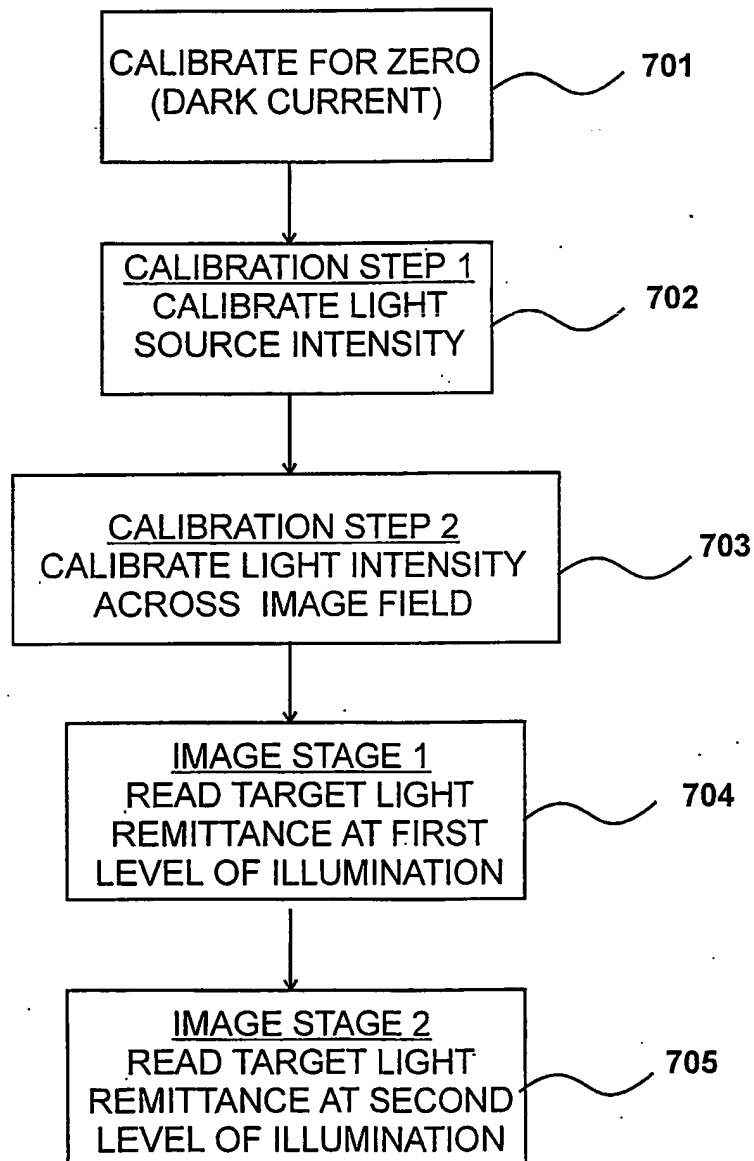 CALIBRATE FOR ZERO
(DARK CURRENT)
701
CALIBRATION STEP 1
CALIBRATE LIGHT
SOURCE INTENSITY
702
CALIBRATION STEP 2
CALIBRATE LIGHT INTENSITY
ACROSS IMAGE FIELD
703
IMAGE STAGE 1
READ TARGET LIGHT
REMITTANCE AT FIRST
LEVEL OF ILLUMINATION
704
IMAGE STAGE 2
READ TARGET LIGHT
REMITTANCE AT SECOND
LEVEL OF ILLUMINATION
705